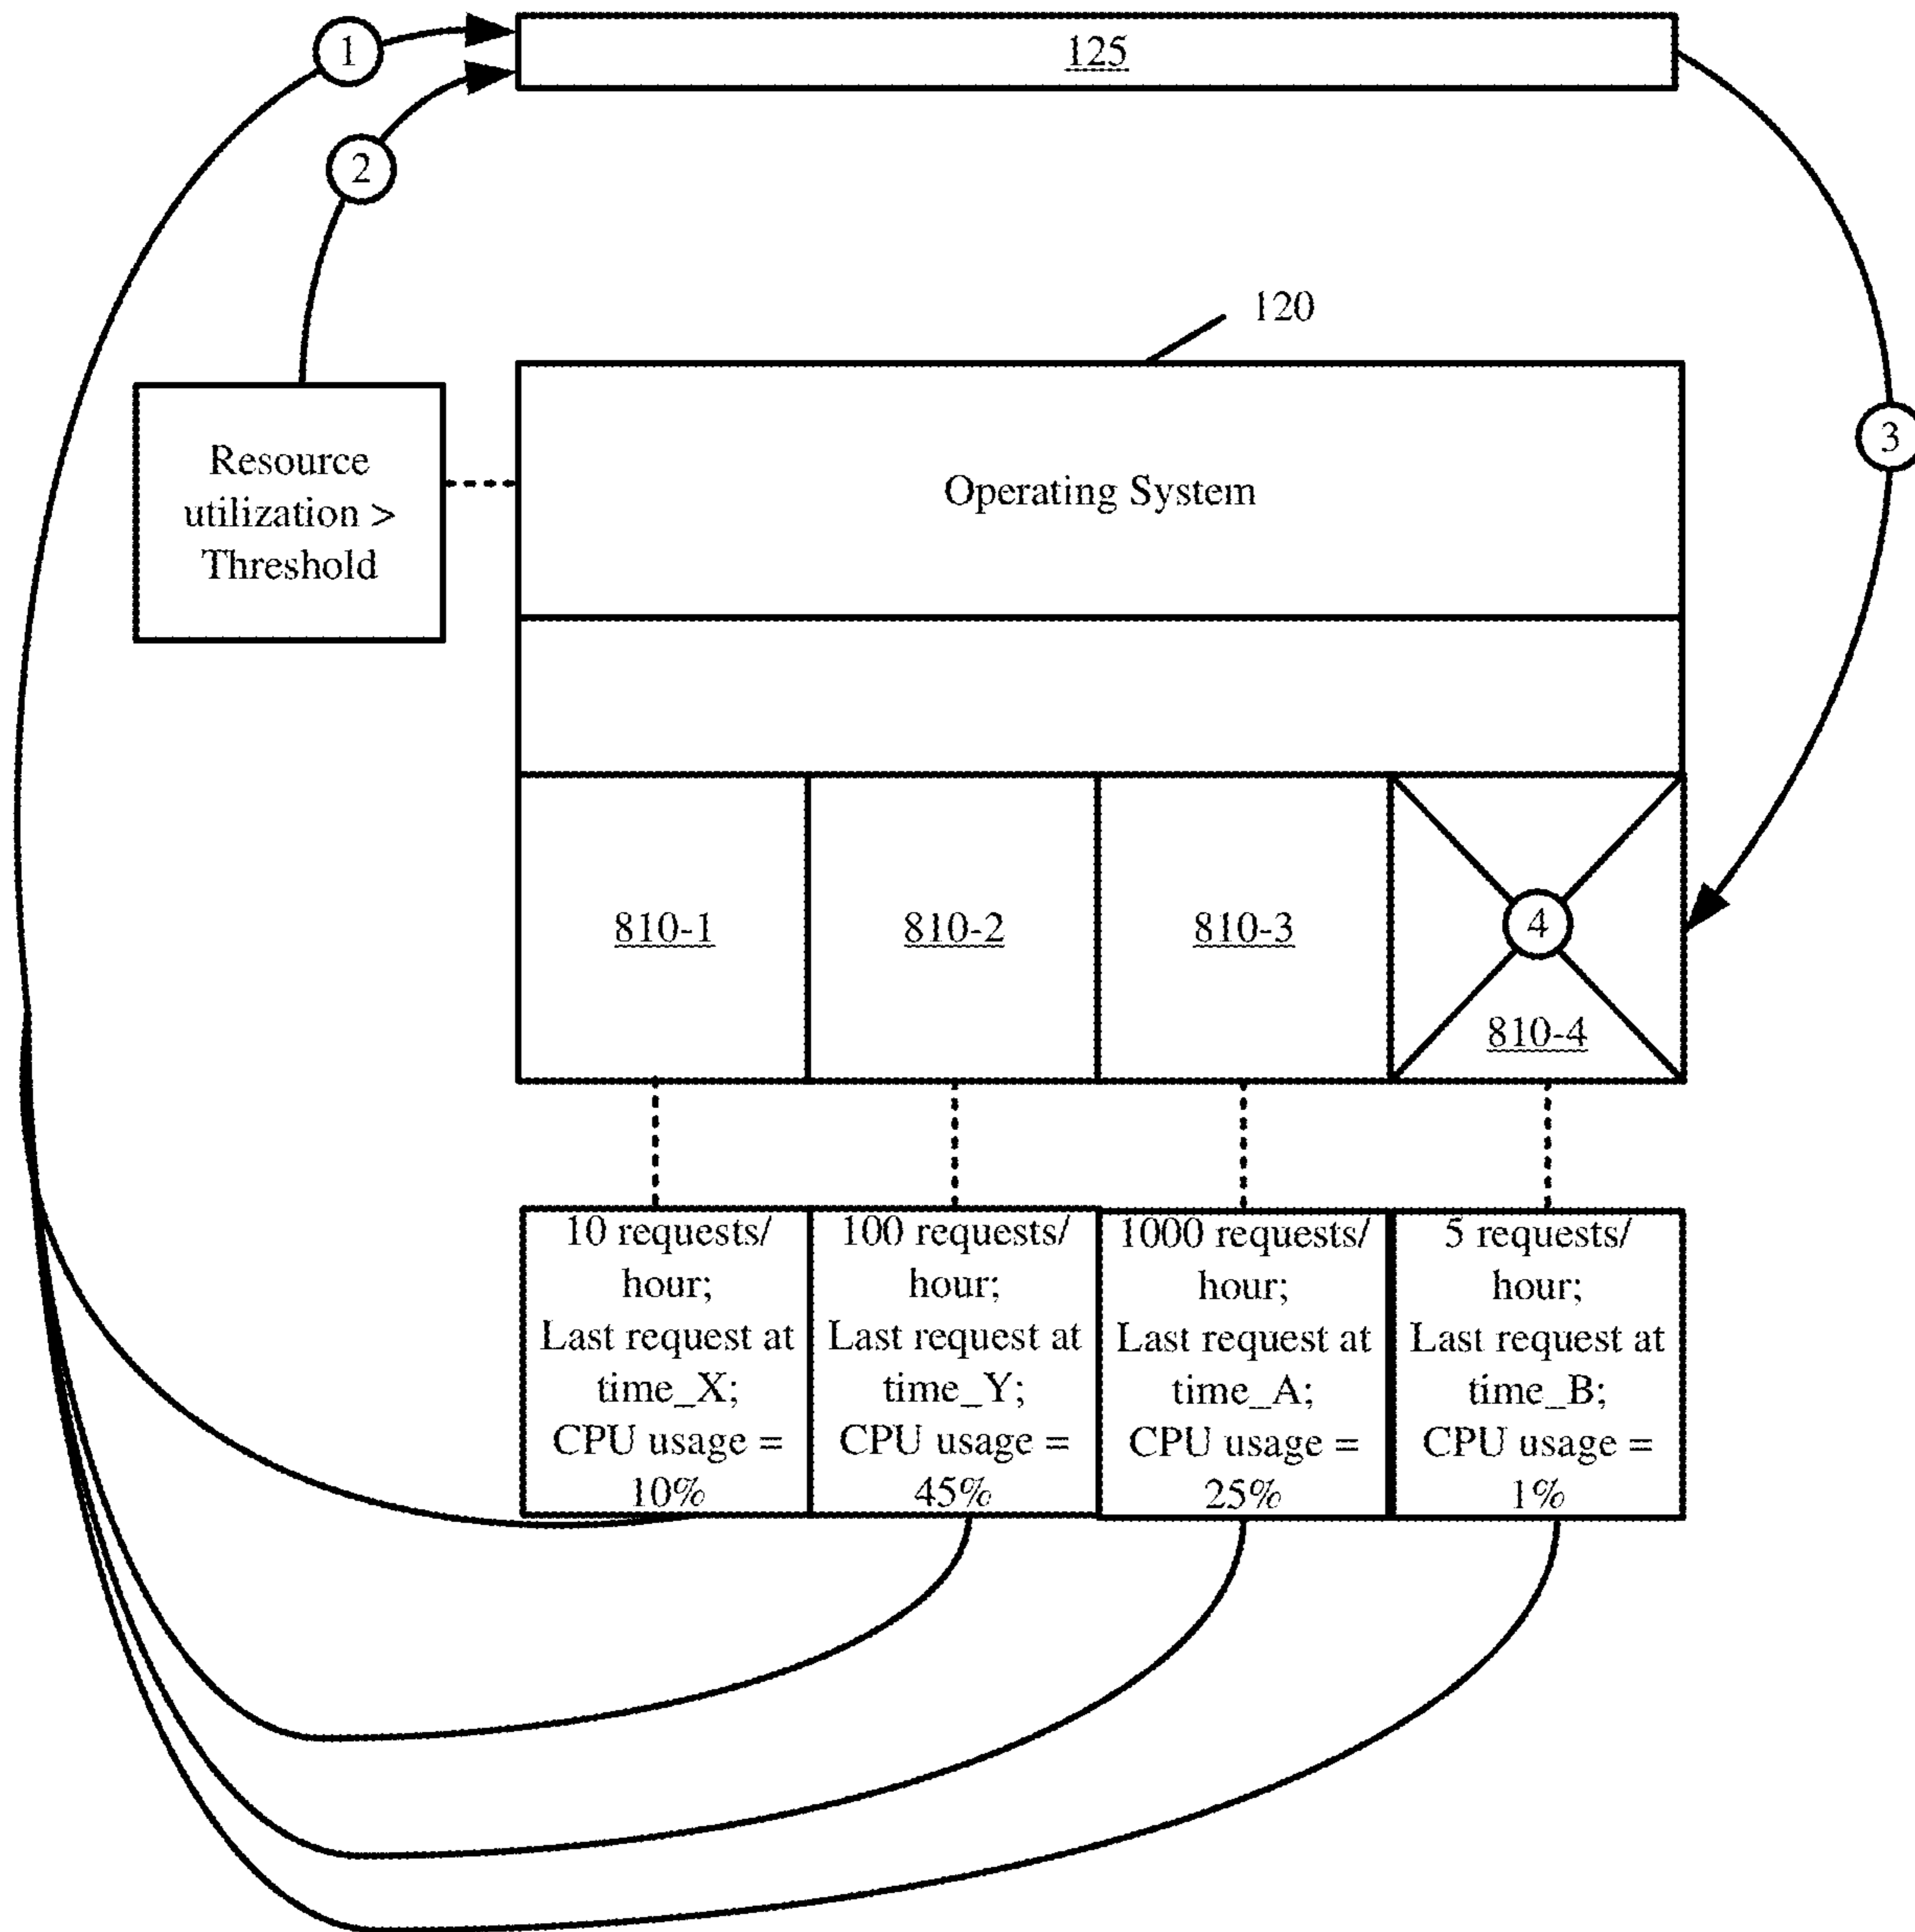 1
125
2
120
Resource
utilization >
Threshold
Operating System
3
810-1
810-2
810-3
4
810-4
10 requests/
hour;
Last request at
time_X;
CPU usage =
10%
100 requests/
hour;
Last request at
time_Y;
CPU usage =
45%
1000 requests/
hour;
Last request at
time_A;
CPU usage =
25%
5 requests/
hour;
Last request at
time_B;
CPU usage =
1%